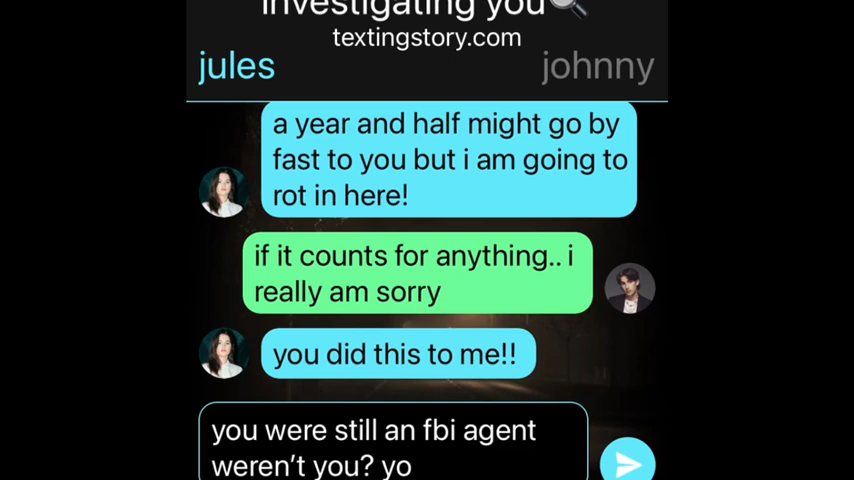 investigating you🔍
textingstory.com
jules
johnny
a year and half might go by
fast to you but i am going to
rot in here!
if it counts for anything.. i
really am sorry
you did this to me!!
you were still an fbi agent
weren't you? yo